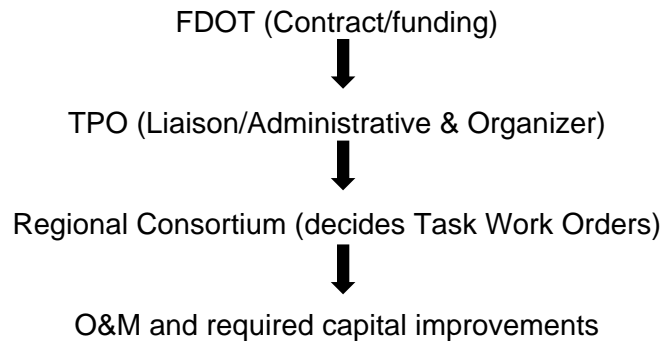 FDOT (Contract/funding)
TPO (Liaison/Administrative & Organizer)
Regional Consortium (decides Task Work Orders)
O&M and required capital improvements